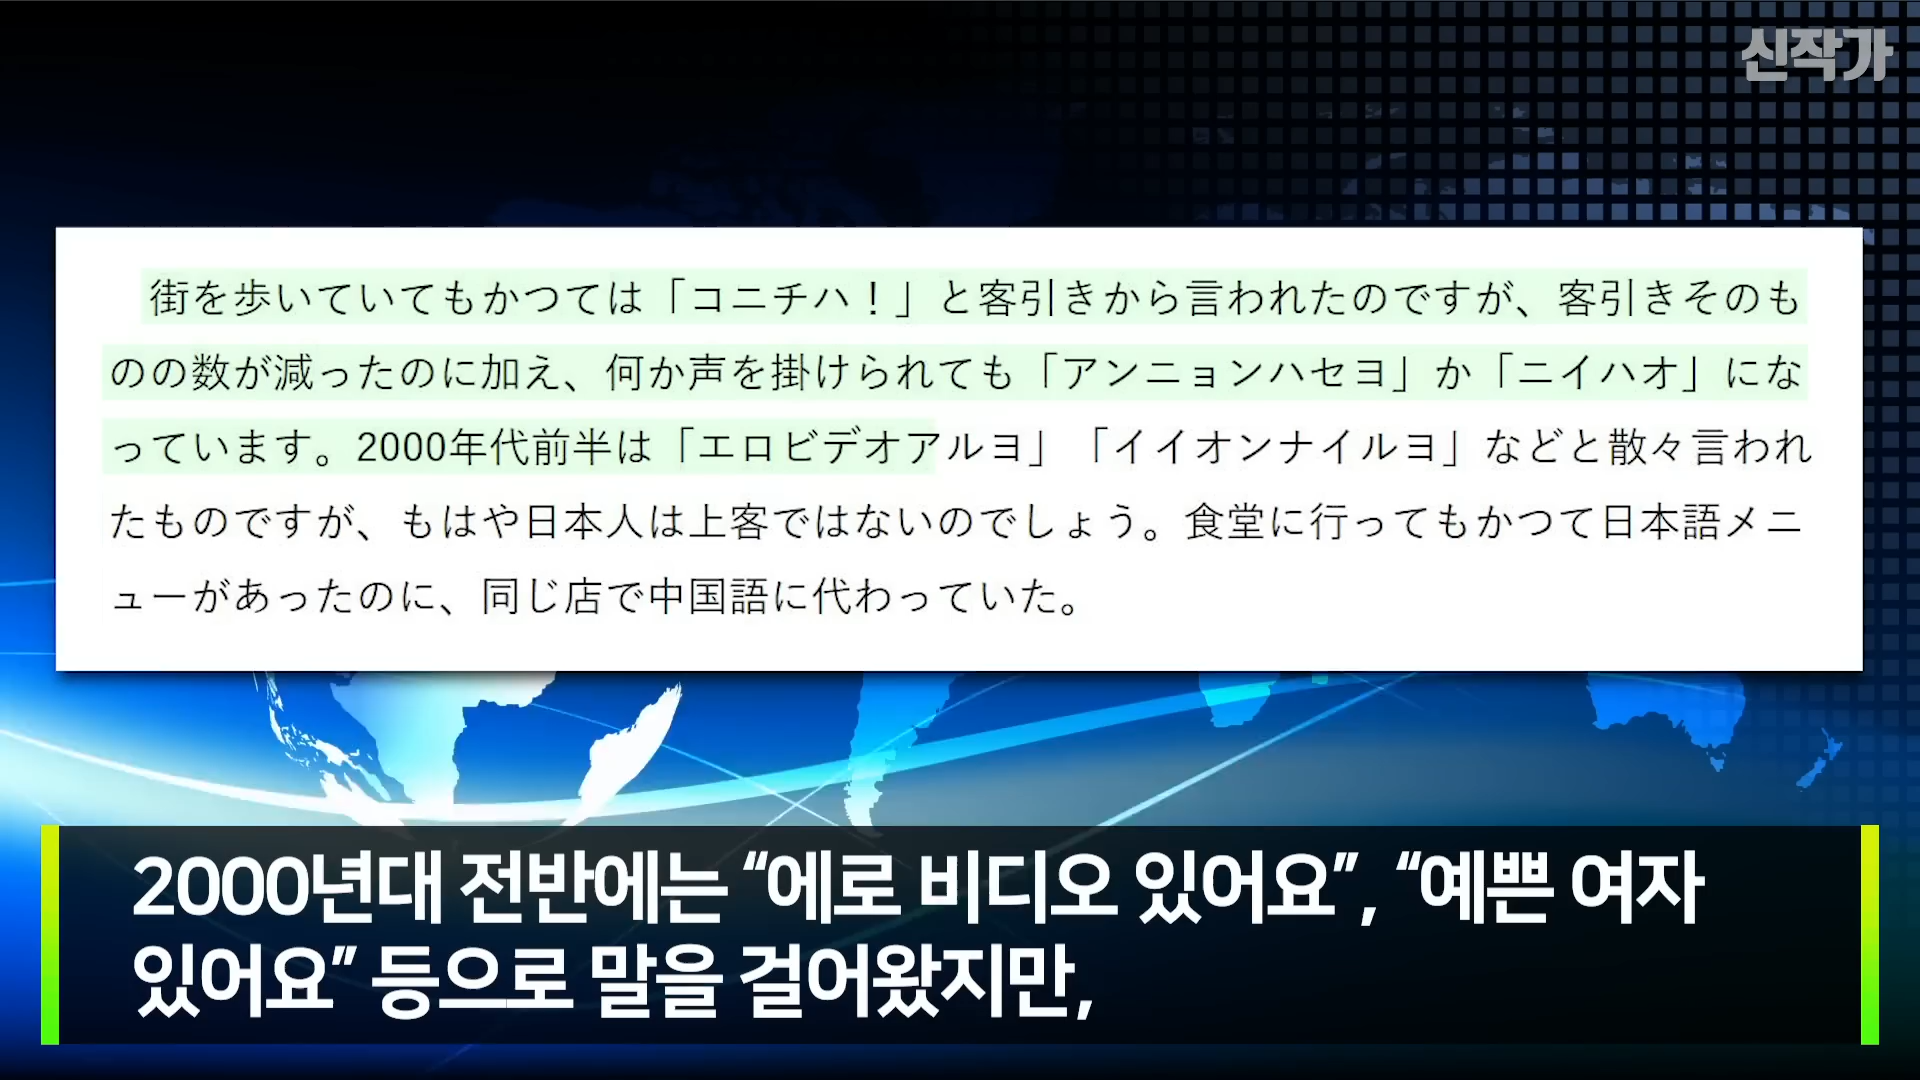 신작가
街を歩いていてもかつては「コニチハ！」と客引きから言われたのですが、客引きそのも
のの数が減ったのに加え、何か声を掛けられても「アンニョンハセヨ」か「ニイハオ」にな
っています。2000年代前半は「エロビデオアルヨ」「イイオンナイルヨ」などと散々言われ
たものですが、もはや日本人は上客ではないのでしょう。食堂に行ってもかつて日本語メニ
ューがあったのに、同じ店で中国語に代わっていた。
2000년대 전반에는 “에로 비디오 있어요”, “예쁜 여자
있어요” 등으로 말을 걸어왔지만,